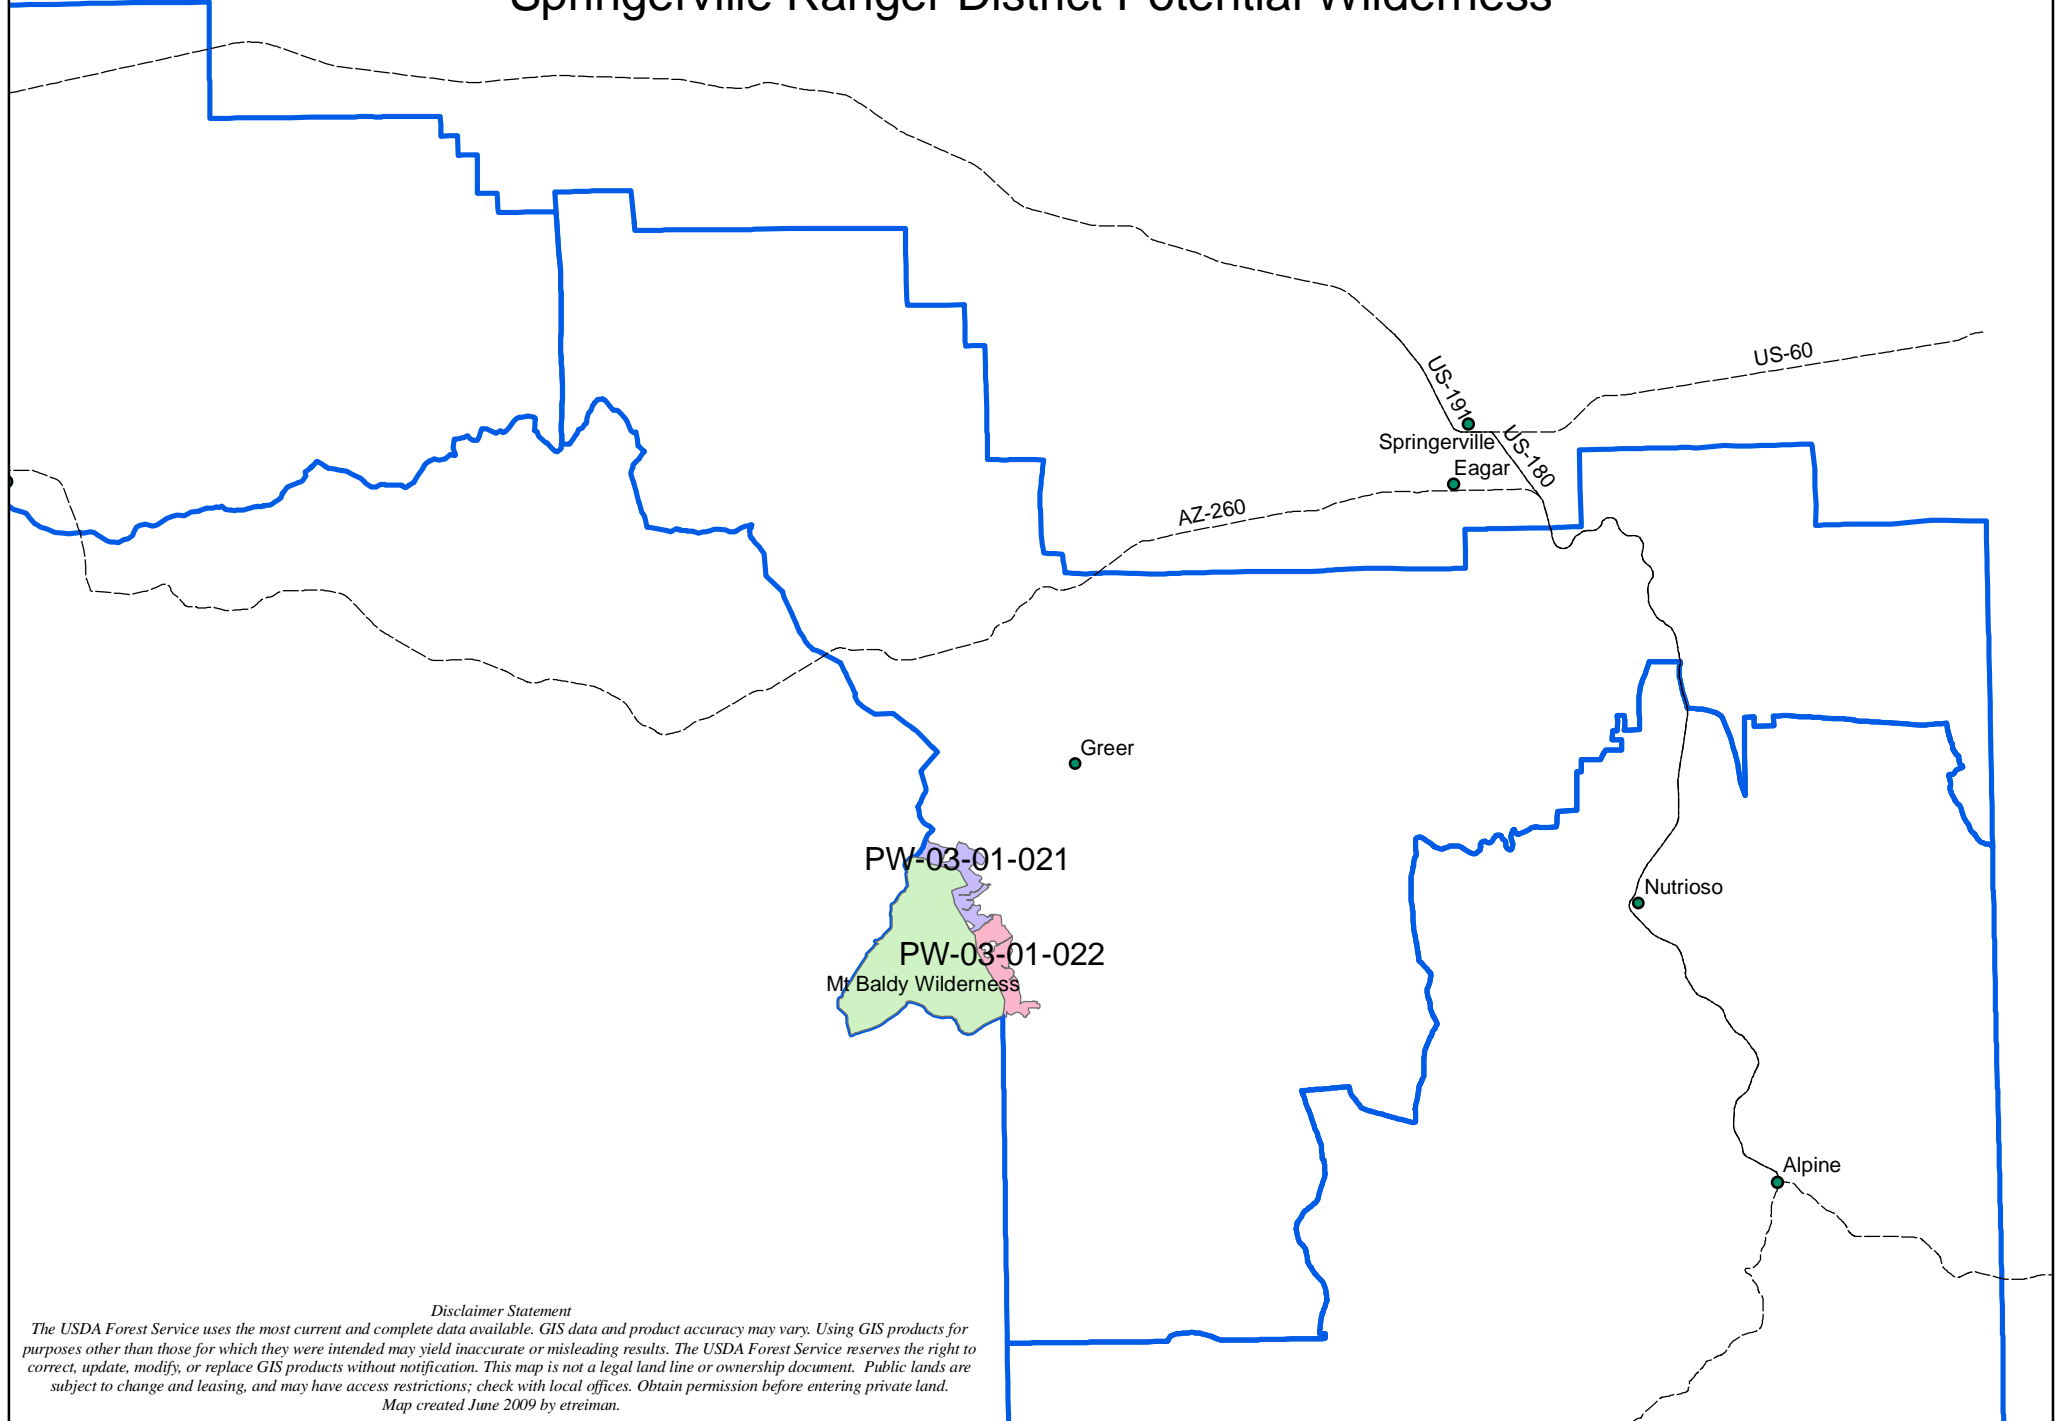 Springerville Ranger District Potential Wilderness
US-60
US-191
Springerville
US-180
Eagar
AZ-260
Greer
PW-03-01-021
Nutrioso
PW-03-01-022
Mt Baldy Wilderness
Alpine
Disclaimer Statement
The USDA Forest Service uses the most current and complete data available. GIS data and product accuracy may vary. Using GIS products for
purposes other than those for which they were intended may yield inaccurate or misleading results. The USDA Forest Service reserves the right to
correct, update, modify, or replace GIS products without notification. This map is not a legal land line or ownership document.  Public lands are
subject to change and leasing, and may have access restrictions; check with local offices. Obtain permission before entering private land.
Map created June 2009 by etreiman.